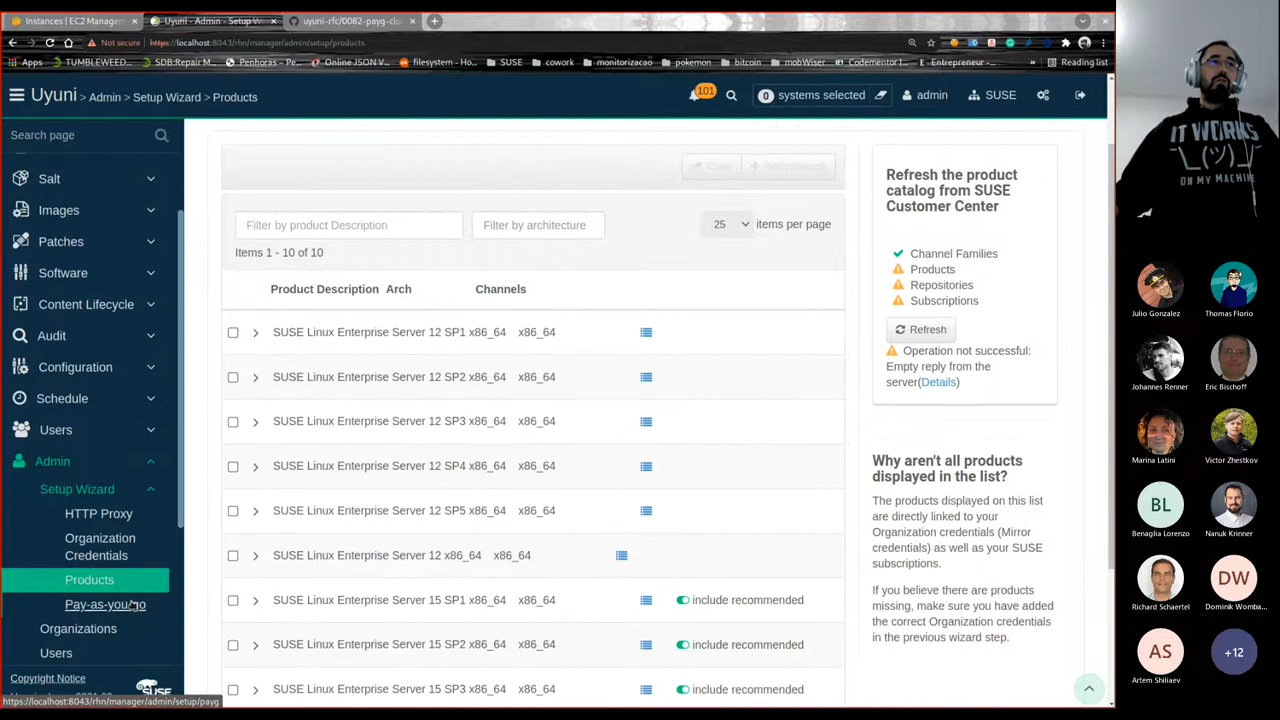 Instances | EC2 Manage
Uyuni - Admin - Setup W
uyuni-rfc/0082-payg-clo
Not secure
https://localhost:8043/rhn/manager/admin/setup/products
Apps
TUMBLEWEED...
SDB:Repair M...
Penhoras - Pe...
Online JSON V...
filesystem - Ho...
SUSE
cowork
monitorizacao
pokemon
bitcoin
mobWiser
Codementor |...
Entrepreneur -...
»
Reading list
Uyuni > Admin > Setup Wizard > Products
101
0 systems selected
admin
SUSE
Search page
Salt
Images
Patches
Software
Content Lifecycle
Audit
Configuration
Schedule
Users
Admin
Setup Wizard
HTTP Proxy
Organization
Credentials
Products
Pay-as-you-go
Organizations
Users
Copyright Notice
https://localhost:8043/rhn/manager/admin/setup/payg
Filter by product Description
Filter by architecture
25 items per page
Items 1 - 10 of 10
Product Description Arch Channels
SUSE Linux Enterprise Server 12 SP1 x86_64 x86_64
SUSE Linux Enterprise Server 12 SP2 x86_64 x86_64
SUSE Linux Enterprise Server 12 SP3 x86_64 x86_64
SUSE Linux Enterprise Server 12 SP4 x86_64 x86_64
SUSE Linux Enterprise Server 12 SP5 x86_64 x86_64
SUSE Linux Enterprise Server 12 x86_64 x86_64
SUSE Linux Enterprise Server 15 SP1 x86_64 x86_64 include recommended
SUSE Linux Enterprise Server 15 SP2 x86_64 x86_64 include recommended
SUSE Linux Enterprise Server 15 SP3 x86_64 x86_64 include recommended
Refresh the product
catalog from SUSE
Customer Center
Channel Families
Products
Repositories
Subscriptions
Refresh
Operation not successful:
Empty reply from the
server(Details)
Why aren't all products
displayed in the list?
The products displayed on this list
are directly linked to your
Organization credentials (Mirror
credentials) as well as your SUSE
subscriptions.
If you believe there are products
missing, make sure you have added
the correct Organization credentials
in the previous wizard step.
IT WORKS
¯\_(ツ)_/¯
ON MY MACHINE
Julio Gonzalez
Thomas Florio
Johannes Renner
Eric Bischoff
Marina Latini
Victor Zhestkov
BL
Benaglia Lorenzo
Nanuk Krinner
Richard Schaertel
DW
Dominik Womba...
AS
Artem Shiliaev
+12